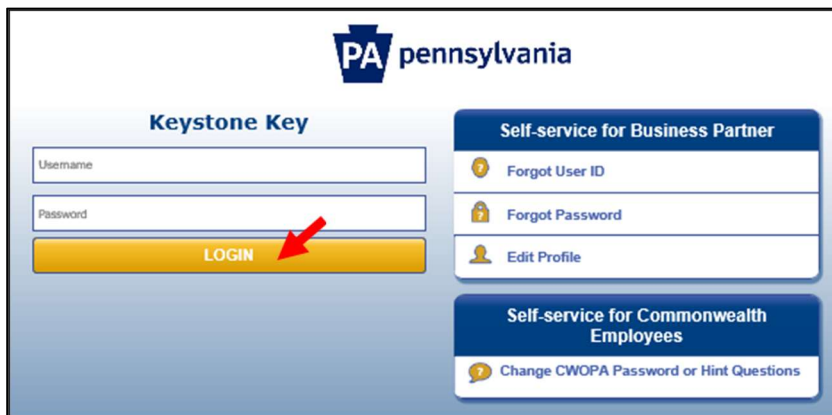 PA pennsylvania
Keystone Key
Username
Password
LOGIN
Self-service for Business Partner
Forgot User ID
Forgot Password
Edit Profile
Self-service for Commonwealth
Employees
Change CWOPA Password or Hint Questions